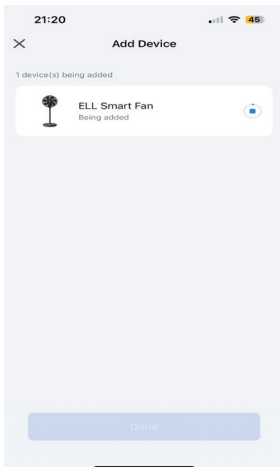 21:20
45
Add Device
1 device(s) being added
ELL Smart Fan
Being added
Done